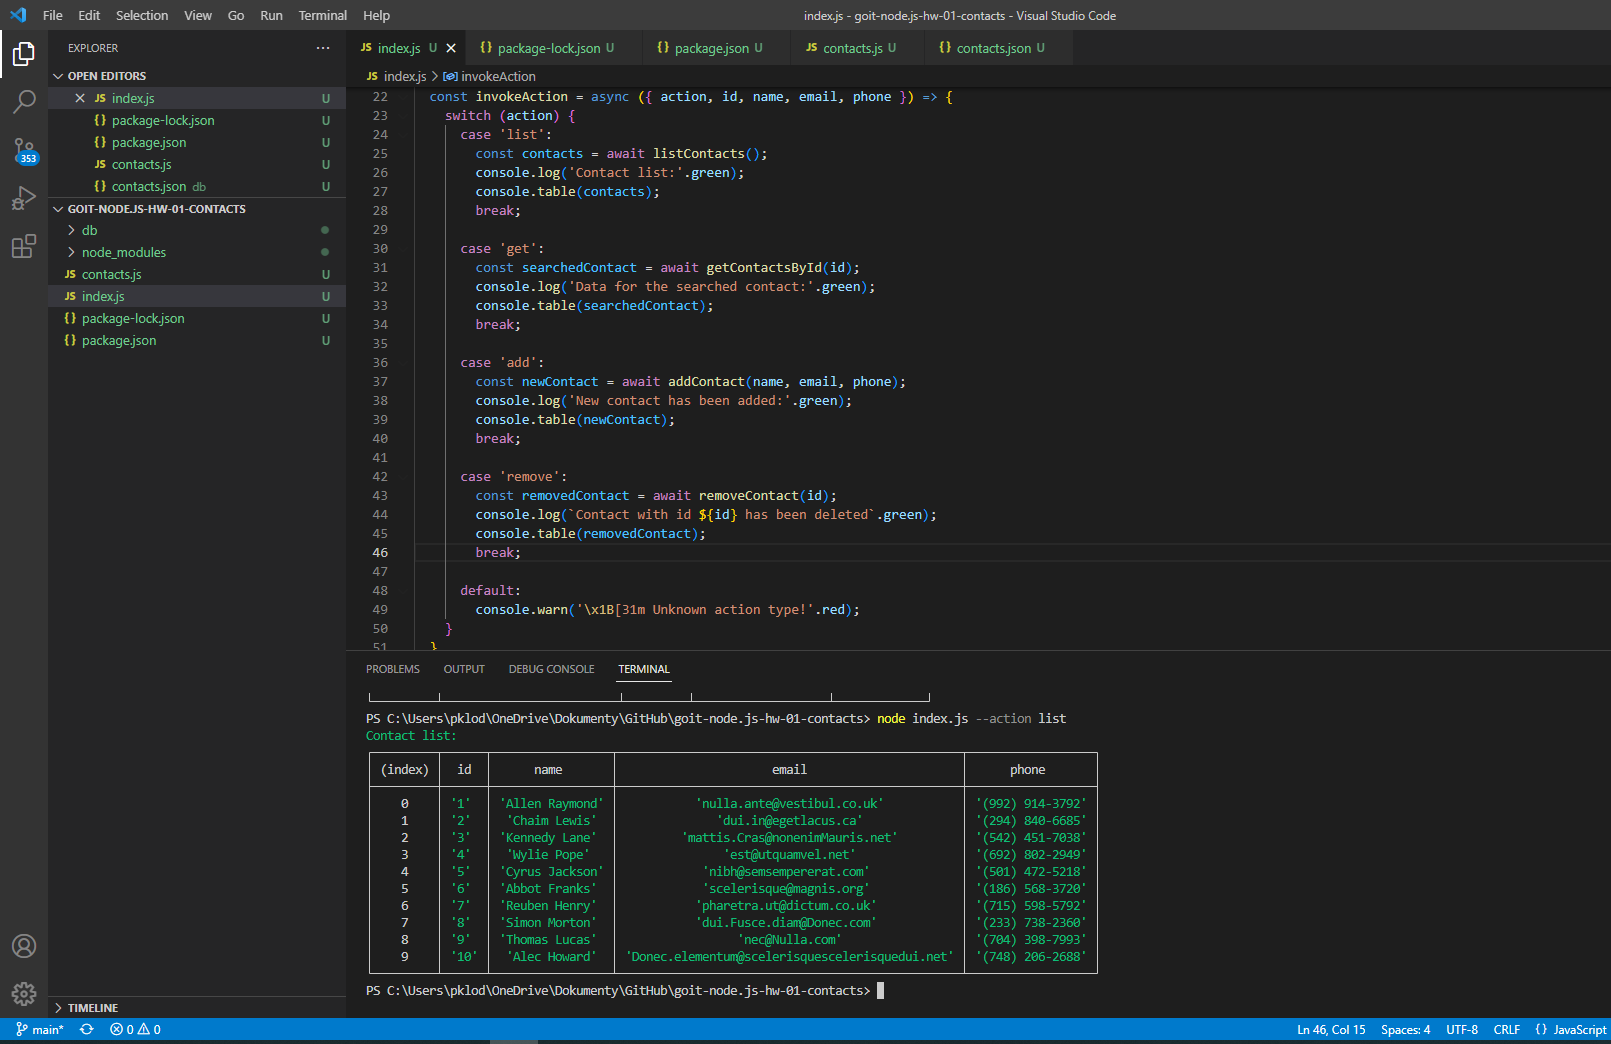 File Edit Selection View Go Run Terminal Help
index.js - goit-node.js-hw-01-contacts - Visual Studio Code
EXPLORER ...
OPEN EDITORS
JS index.js U
{} package-lock.json U
{} package.json U
JS contacts.js U
{} contacts.json db U
353
GOIT-NODE.JS-HW-01-CONTACTS
db
node_modules
JS contacts.js U
JS index.js U
{} package-lock.json U
{} package.json U
TIMELINE
JS index.js U {} package-lock.json U {} package.json U JS contacts.js U {} contacts.json U
JS index.js > invokeAction
22 const invokeAction = async ({ action, id, name, email, phone }) => {
23 switch (action) {
24 case 'list':
25 const contacts = await listContacts();
26 console.log('Contact list:'.green);
27 console.table(contacts);
28 break;
29
30 case 'get':
31 const searchedContact = await getContactsById(id);
32 console.log('Data for the searched contact:'.green);
33 console.table(searchedContact);
34 break;
35
36 case 'add':
37 const newContact = await addContact(name, email, phone);
38 console.log('New contact has been added:'.green);
39 console.table(newContact);
40 break;
41
42 case 'remove':
43 const removedContact = await removeContact(id);
44 console.log(`Contact with id ${id} has been deleted`.green);
45 console.table(removedContact);
46 break;
47
48 default:
49 console.warn('\x1B[31m Unknown action type!'.red);
50 }
51 }
PROBLEMS OUTPUT DEBUG CONSOLE TERMINAL
PS C:\Users\pklod\OneDrive\Dokumenty\GitHub\goit-node.js-hw-01-contacts> node index.js --action list
Contact list:
(index) id name email phone
0 '1' 'Allen Raymond' 'nulla.ante@vestibul.co.uk' '(992) 914-3792'
1 '2' 'Chaim Lewis' 'dui.in@egetlacus.ca' '(294) 840-6685'
2 '3' 'Kennedy Lane' 'mattis.Cras@nonenimMauris.net' '(542) 451-7038'
3 '4' 'Wylie Pope' 'est@utquamvel.net' '(692) 802-2949'
4 '5' 'Cyrus Jackson' 'nibh@semsempererat.com' '(501) 472-5218'
5 '6' 'Abbot Franks' 'scelerisque@magnis.org' '(186) 568-3720'
6 '7' 'Reuben Henry' 'pharetra.ut@dictum.co.uk' '(715) 598-5792'
7 '8' 'Simon Morton' 'dui.Fusce.diam@Donec.com' '(233) 738-2360'
8 '9' 'Thomas Lucas' 'nec@Nulla.com' '(704) 398-7993'
9 '10' 'Alec Howard' 'Donec.elementum@scelerisquescelerisquedui.net' '(748) 206-2688'
PS C:\Users\pklod\OneDrive\Dokumenty\GitHub\goit-node.js-hw-01-contacts>
main* 0 0 Ln 46, Col 15 Spaces: 4 UTF-8 CRLF {} JavaScript